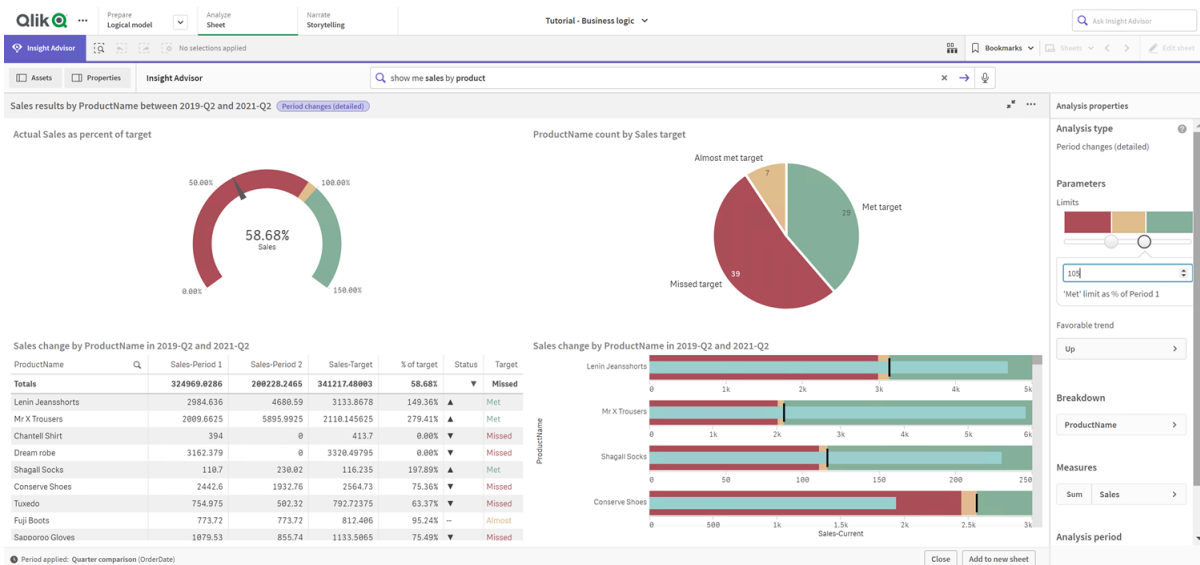 Qlik
Prepare
Logical model
Analyze
Sheet
Narrate
Storytelling
Tutorial - Business logic
Ask Insight Advisor
Insight Advisor
No selections applied
Bookmarks
Sheets
Edit sheet
Assets
Properties
Insight Advisor
show me sales by product
Sales results by ProductName between 2019-Q2 and 2021-Q2 Period changes (detailed)
Actual Sales as percent of target
50.00%
100.00%
58.68%
Sales
0.00%
150.00%
ProductName count by Sales target
Almost met target
7
29
Met target
39
Missed target
Sales change by ProductName in 2019-Q2 and 2021-Q2
ProductName Sales-Period 1 Sales-Period 2 Sales-Target % of target Status Target
Totals 324969.0286 200228.2465 341217.48003 58.68% ▼ Missed
Lenin Jeansshorts 2984.636 4680.59 3133.8678 149.36% ▲ Met
Mr X Trousers 2009.6625 5895.9925 2110.145625 279.41% ▲ Met
Chantell Shirt 394 0 413.7 0.00% ▼ Missed
Dream robe 3162.379 0 3320.49795 0.00% ▼ Missed
Shagall Socks 110.7 230.02 116.235 197.89% ▲ Met
Conserve Shoes 2442.6 1932.76 2564.73 75.36% ▼ Missed
Tuxedo 754.975 502.32 792.72375 63.37% ▼ Missed
Fuji Boots 773.72 773.72 812.406 95.24% -- Almost
Sapporoo Gloves 1079.53 855.74 1133.5065 75.49% ▼ Missed
Sales change by ProductName in 2019-Q2 and 2021-Q2
ProductName
Lenin Jeansshorts
0 1k 2k 3k 4k 5k
Mr X Trousers
0 1k 2k 3k 4k 5k 6k
Shagall Socks
0 50 100 150 200 250
Conserve Shoes
0 500 1k 1.5k 2k 2.5k 3k
Sales-Current
Analysis properties
Analysis type
Period changes (detailed)
Parameters
Limits
105
'Met' limit as % of Period 1
Favorable trend
Up
Breakdown
ProductName
Measures
Sum Sales
Analysis period
Period applied: Quarter comparison (OrderDate)
Close
Add to new sheet